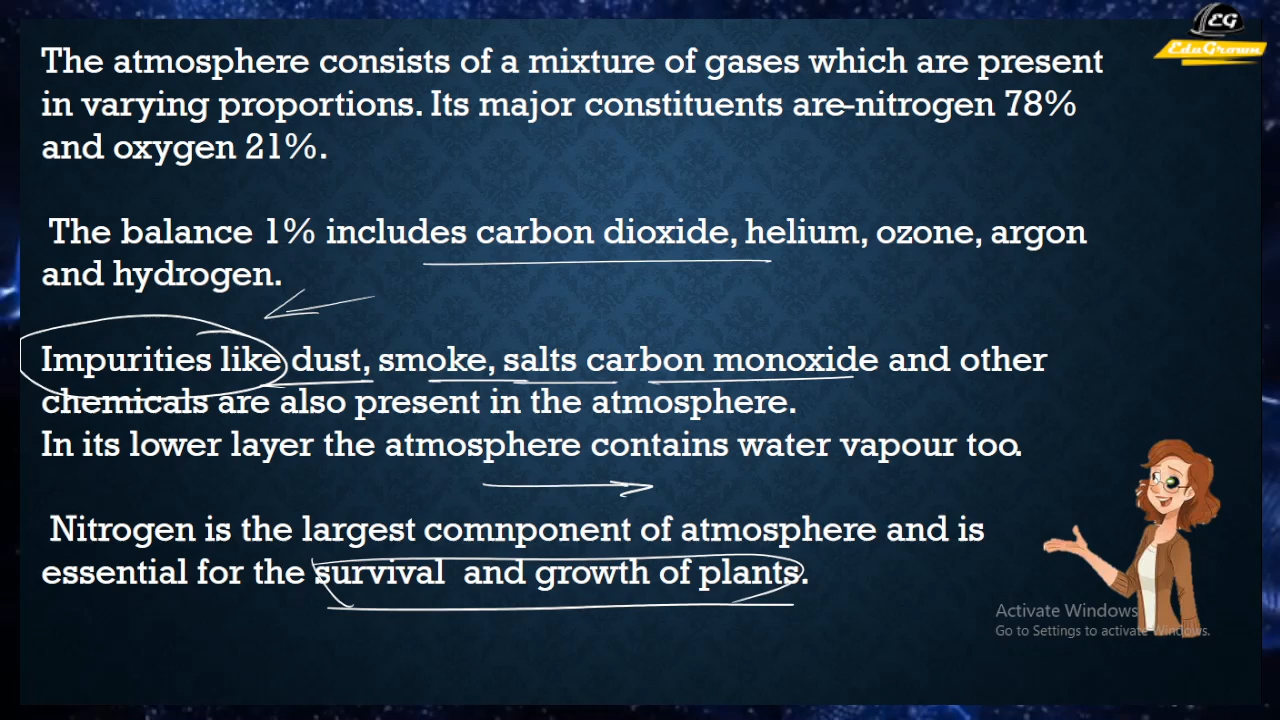 EG
EduGrown
The atmosphere consists of a mixture of gases which are present
in varying proportions. Its major constituents are-nitrogen 78%
and oxygen 21%.
The balance 1% includes carbon dioxide, helium, ozone, argon
and hydrogen.
Impurities like dust, smoke, salts carbon monoxide and other
chemicals are also present in the atmosphere.
In its lower layer the atmosphere contains water vapour too.
Nitrogen is the largest comnponent of atmosphere and is
essential for the survival and growth of plants.
Activate Windows
Go to Settings to activate Windows.